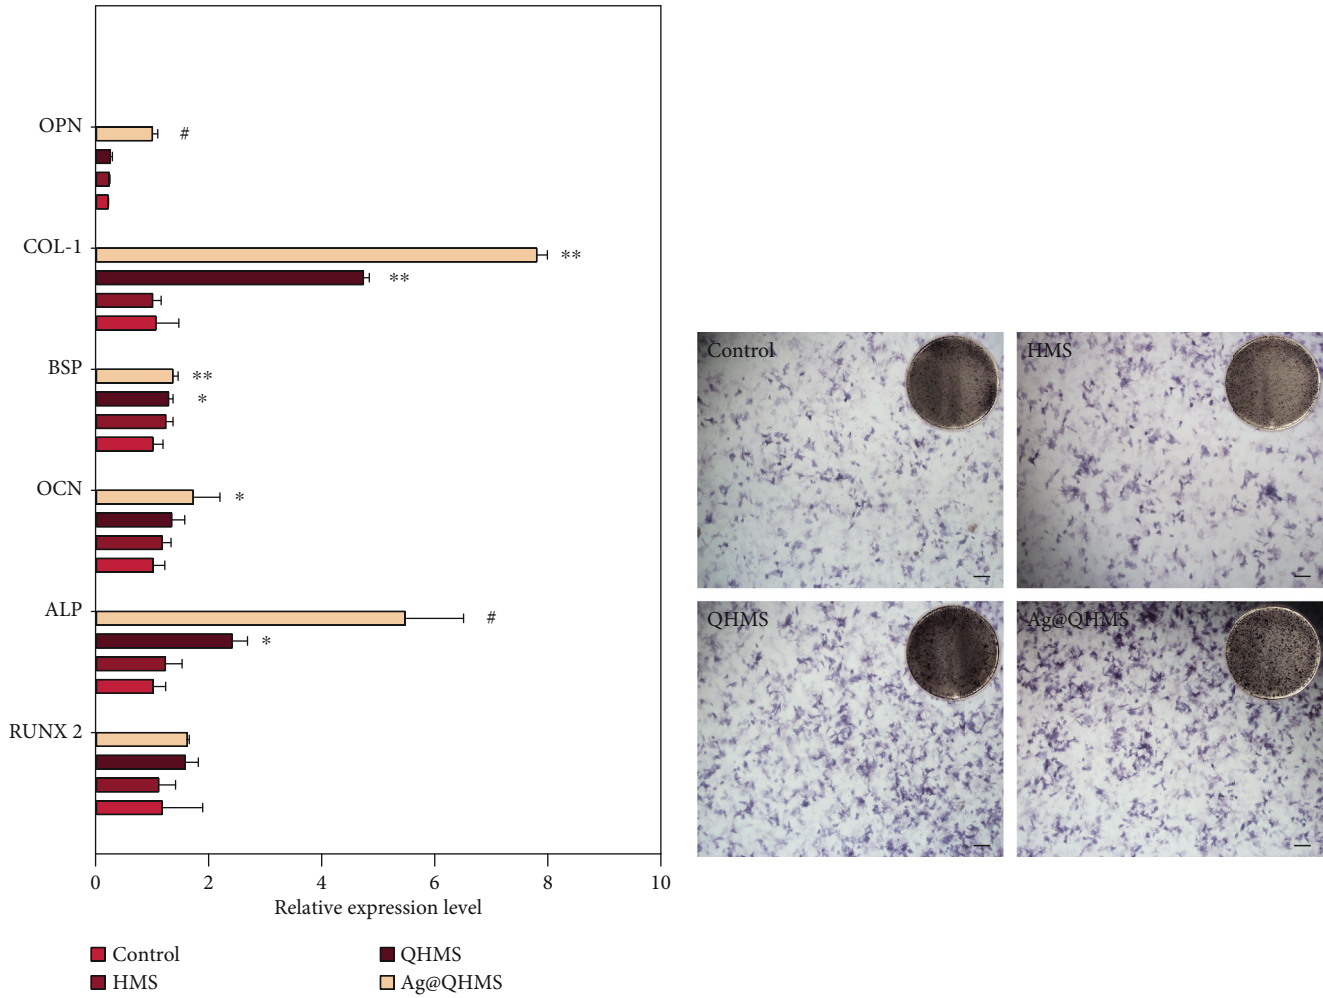 OPN
#
COL-1
**
**
BSP
**
*
OCN
*
ALP
#
*
RUNX 2
0 2 4 6 8 10
Relative expression level
Control
QHMS
HMS
Ag@QHMS
Control
HMS
QHMS
Ag@QHMS